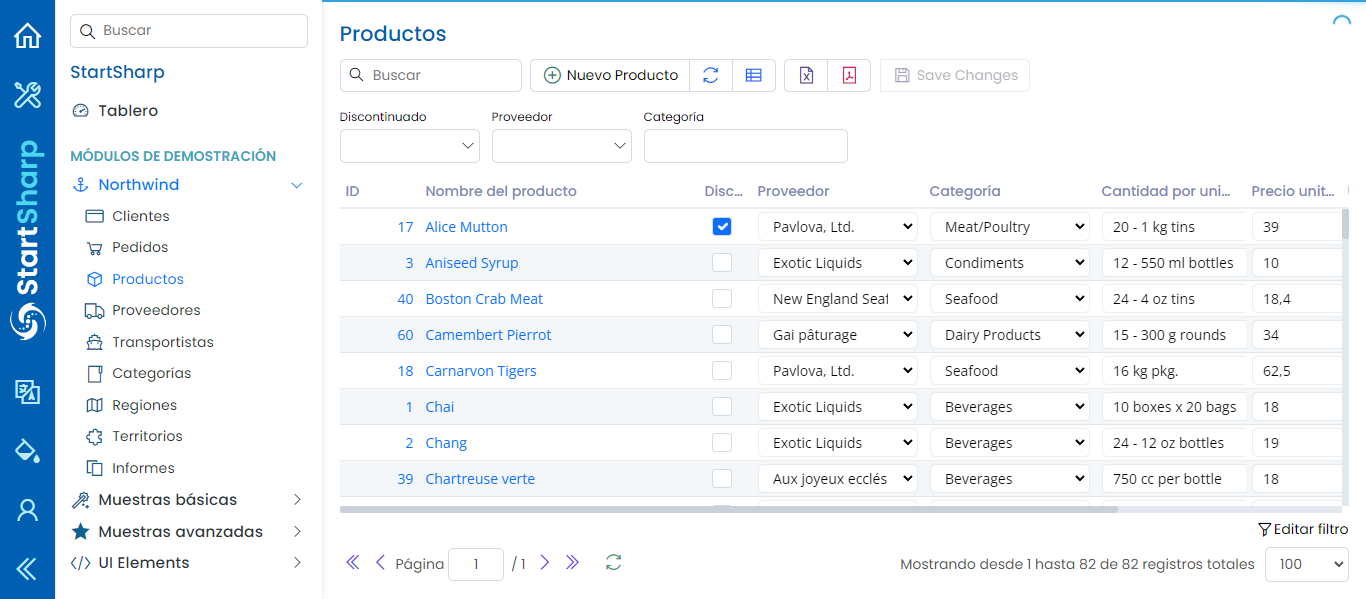 StartSharp
Buscar
StartSharp
Tablero
MÓDULOS DE DEMOSTRACIÓN
Northwind
Clientes
Pedidos
Productos
Proveedores
Transportistas
Categorías
Regiones
Territorios
Informes
Muestras básicas
Muestras avanzadas
UI Elements
Productos
Buscar Nuevo Producto Save Changes
Discontinuado Proveedor Categoría
ID Nombre del producto Disc... Proveedor Categoría Cantidad por uni... Precio unit...
17 Alice Mutton Pavlova, Ltd. Meat/Poultry 20 - 1 kg tins 39
3 Aniseed Syrup Exotic Liquids Condiments 12 - 550 ml bottles 10
40 Boston Crab Meat New England Seaf Seafood 24 - 4 oz tins 18,4
60 Camembert Pierrot Gai pâturage Dairy Products 15 - 300 g rounds 34
18 Carnarvon Tigers Pavlova, Ltd. Seafood 16 kg pkg. 62,5
1 Chai Exotic Liquids Beverages 10 boxes x 20 bags 18
2 Chang Exotic Liquids Beverages 24 - 12 oz bottles 19
39 Chartreuse verte Aux joyeux ecclés Beverages 750 cc per bottle 18
Editar filtro
Página 1 / 1 Mostrando desde 1 hasta 82 de 82 registros totales 100